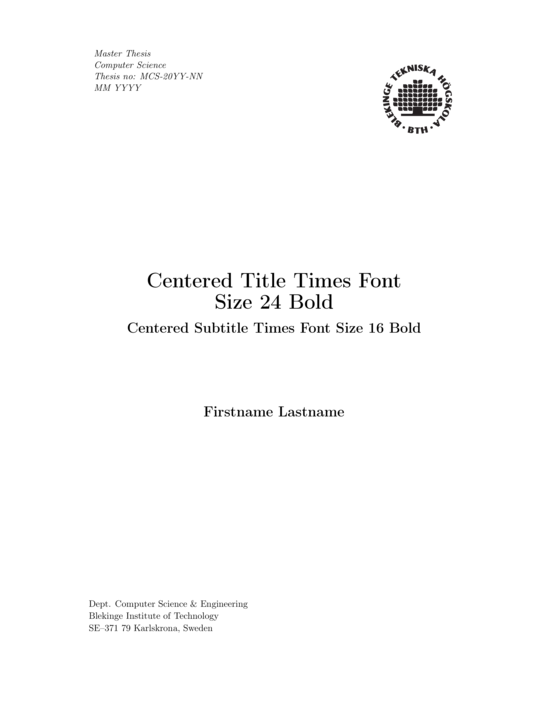 Master Thesis
Computer Science
Thesis no: MCS-20YY-NN
MM YYYY
BLEKINGE TEKNISKA HÖGSKOLA
· BTH ·
Centered Title Times Font
Size 24 Bold
Centered Subtitle Times Font Size 16 Bold
Firstname Lastname
Dept. Computer Science & Engineering
Blekinge Institute of Technology
SE–371 79 Karlskrona, Sweden